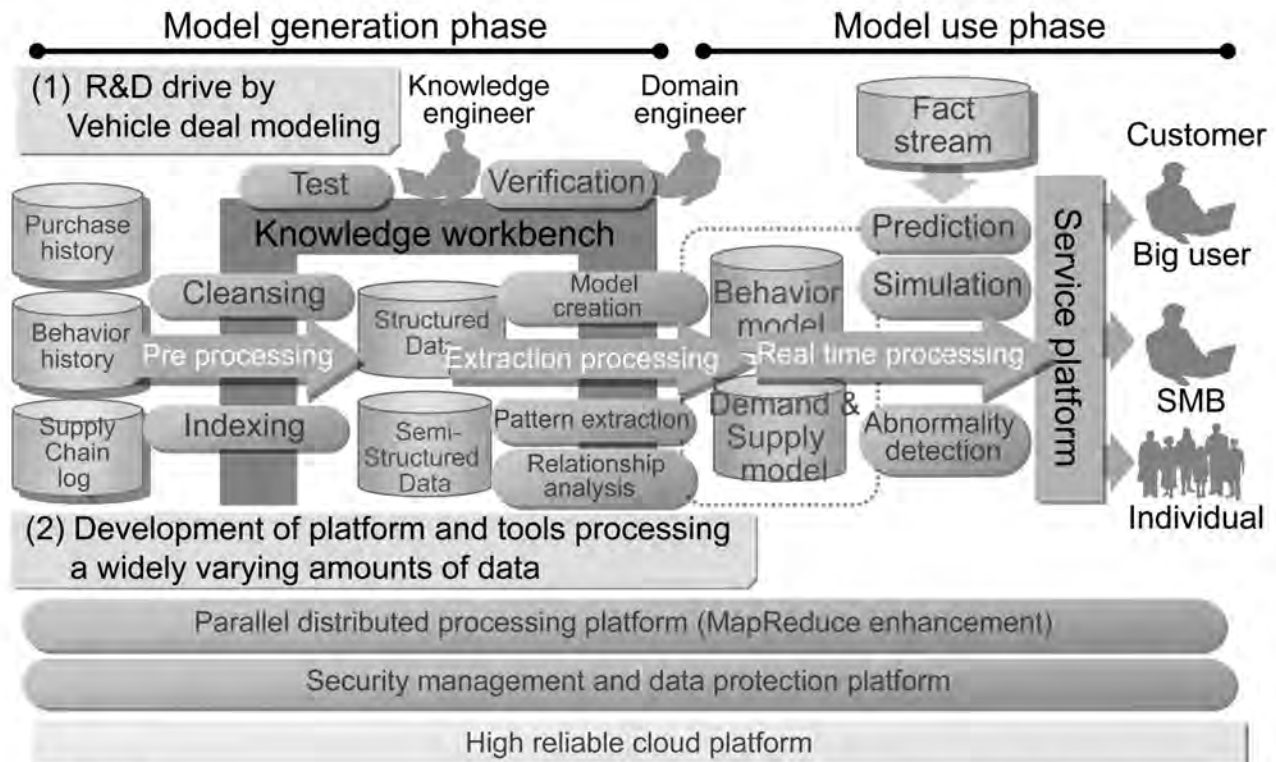 Model generation phase
Model use phase
(1) R&D drive by
Vehicle deal modeling
Knowledge
engineer
Domain
engineer
Fact
stream
Customer
Test
Verification
Knowledge workbench
Purchase
history
Prediction
Service platform
Big user
Cleansing
Model
creation
Simulation
Behavior
history
Structured
Data
Behavior
model
Pre processing
Extraction processing
Real time processing
SMB
Supply
Chain
log
Indexing
Semi-
Structured
Data
Pattern extraction
Relationship
analysis
Demand &
Supply
model
Abnormality
detection
Individual
(2) Development of platform and tools processing
a widely varying amounts of data
Parallel distributed processing platform (MapReduce enhancement)
Security management and data protection platform
High reliable cloud platform